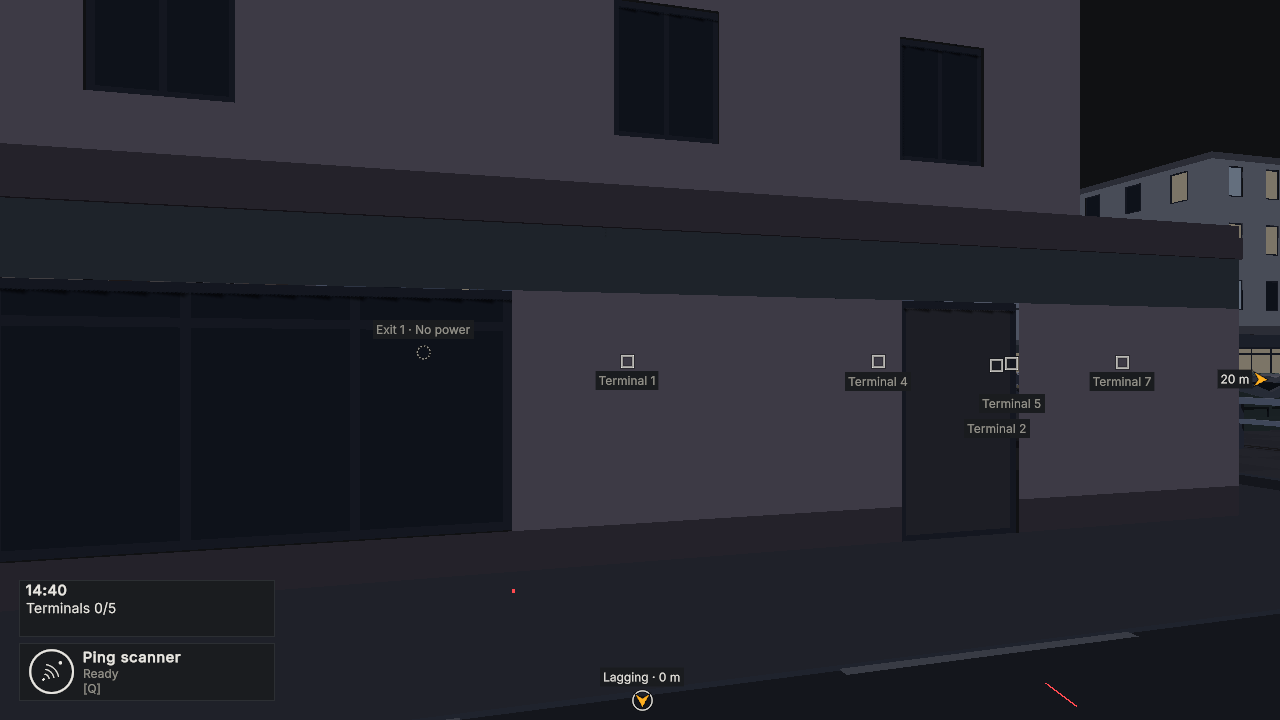 Exit 1 · No power
Terminal 1
Terminal 4
Terminal 5
Terminal 2
Terminal 7
20 m
14:40
Terminals 0/5
Ping scanner
Ready
[Q]
Lagging · 0 m